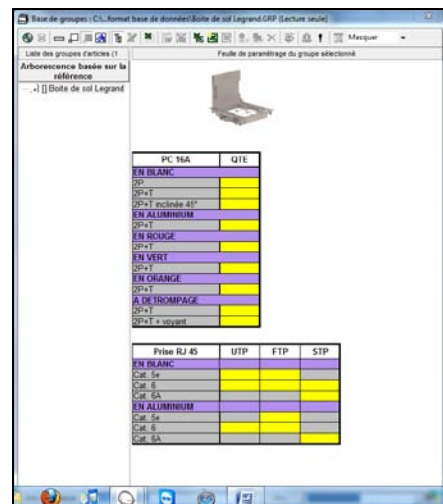 Base de groupes : C:\...format base de données\Boite de sol Legrand.GRP (Lecture seule)
Masquer
Liste des groupes d'articles (1
Feuille de paramétrage du groupe sélectionné
Arborescence basée sur la
référence
[] Boite de sol Legrand
PC 16A QTE
EN BLANC
2P
2P+T
2P+T inclinée 45°
EN ALUMINIUM
2P+T
EN ROUGE
2P+T
EN VERT
2P+T
EN ORANGE
2P+T
A DETROMPAGE
2P+T
2P+T + voyant
Prise RJ 45 UTP FTP STP
EN BLANC
Cat. 5e
Cat. 6
Cat. 6A
EN ALUMINIUM
Cat. 5e
Cat. 6
Cat. 6A